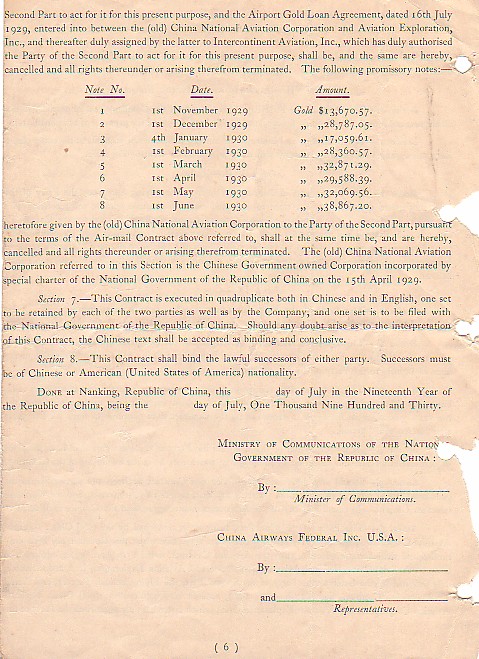 Second Part to act for it for this present purpose, and the Airport Gold Loan Agreement, dated 16th July
1929, entered into between the (old) China National Aviation Corporation and Aviation Exploration,
Inc., and thereafter duly assigned by the latter to Intercontinent Aviation, Inc., which has duly authorised
the Party of the Second Part to act for it for this present purpose, shall be, and the same are hereby,
cancelled and all rights thereunder or arising therefrom terminated. The following promissory notes:—
Note No. Date. Amount.
1 1st November 1929 Gold $13,670.57.
2 1st December 1929 „ „28,787.05.
3 4th January 1930 „ „17,059.61.
4 1st February 1930 „ „28,360.57.
5 1st March 1930 „ „32,871.29.
6 1st April 1930 „ „29,588.39.
7 1st May 1930 „ „32,069.56.
8 1st June 1930 „ „38,867.20.
heretofore given by the (old) China National Aviation Corporation to the Party of the Second Part, pursuant
to the terms of the Air-mail Contract above referred to, shall at the same time be, and are hereby,
cancelled and all rights thereunder or arising therefrom terminated. The (old) China National Aviation
Corporation referred to in this Section is the Chinese Government owned Corporation incorporated by
special charter of the National Government of the Republic of China on the 15th April 1929.
Section 7.—This Contract is executed in quadruplicate both in Chinese and in English, one set
to be retained by each of the two parties as well as by the Company, and one set is to be filed with
the National Government of the Republic of China. Should any doubt arise as to the interpretation
of this Contract, the Chinese text shall be accepted as binding and conclusive.
Section 8.—This Contract shall bind the lawful successors of either party. Successors must
be of Chinese or American (United States of America) nationality.
DONE at Nanking, Republic of China, this day of July in the Nineteenth Year of
the Republic of China, being the day of July, One Thousand Nine Hundred and Thirty.
MINISTRY OF COMMUNICATIONS OF THE NATION
GOVERNMENT OF THE REPUBLIC OF CHINA :
By :
Minister of Communications.
CHINA AIRWAYS FEDERAL INC. U.S.A. :
By :
and
Representatives.
( 6 )